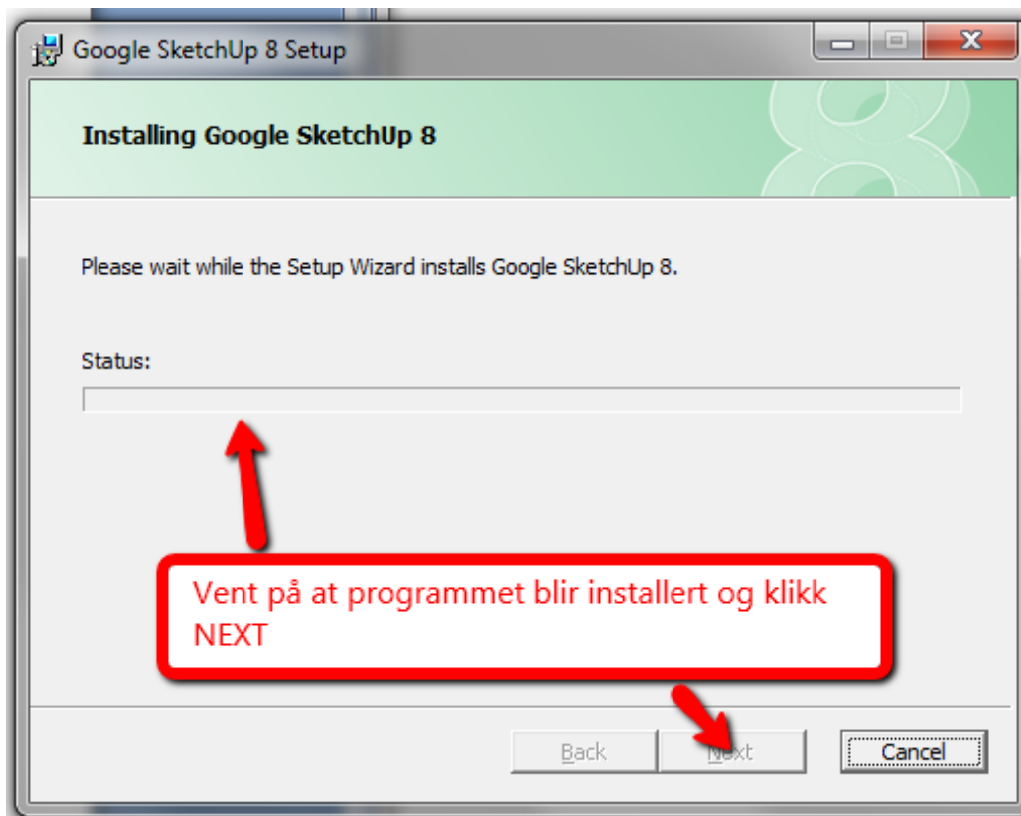 Google SketchUp 8 Setup
Installing Google SketchUp 8
Please wait while the Setup Wizard installs Google SketchUp 8.
Status:
Vent på at programmet blir installert og klikk
NEXT
Back Next Cancel